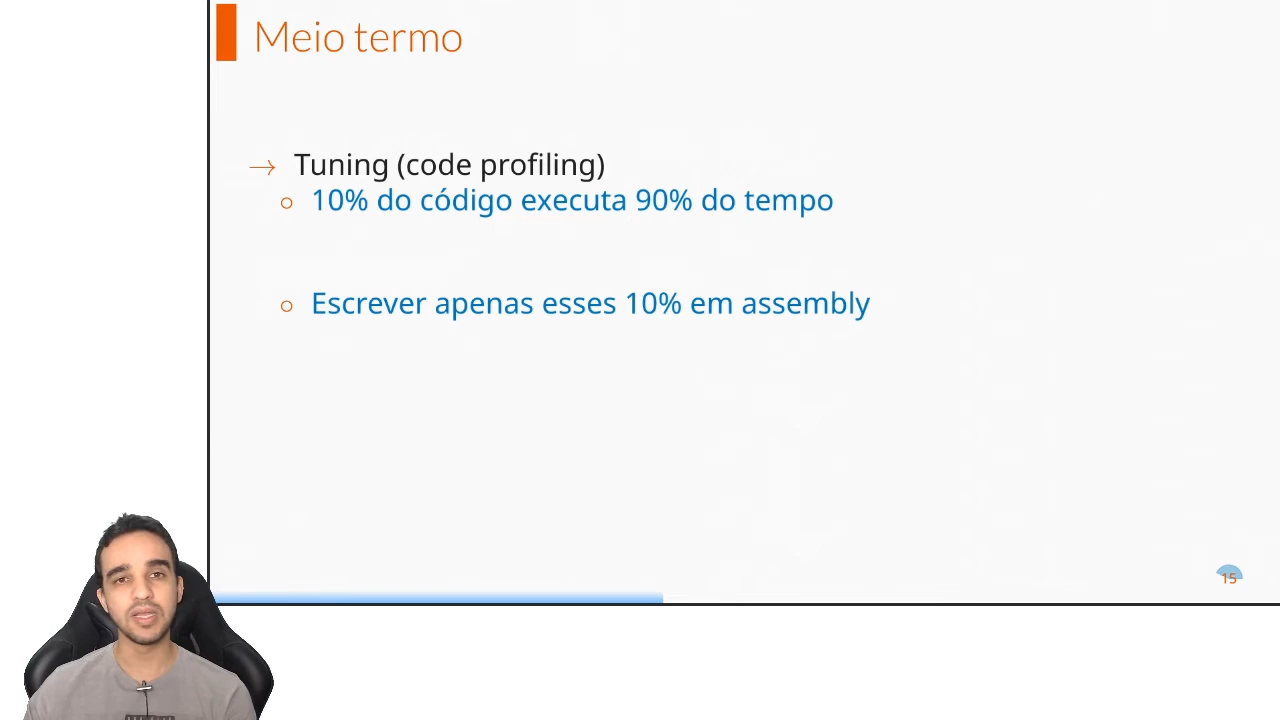 Meio termo
→ Tuning (code profiling)
10% do código executa 90% do tempo
Escrever apenas esses 10% em assembly
15